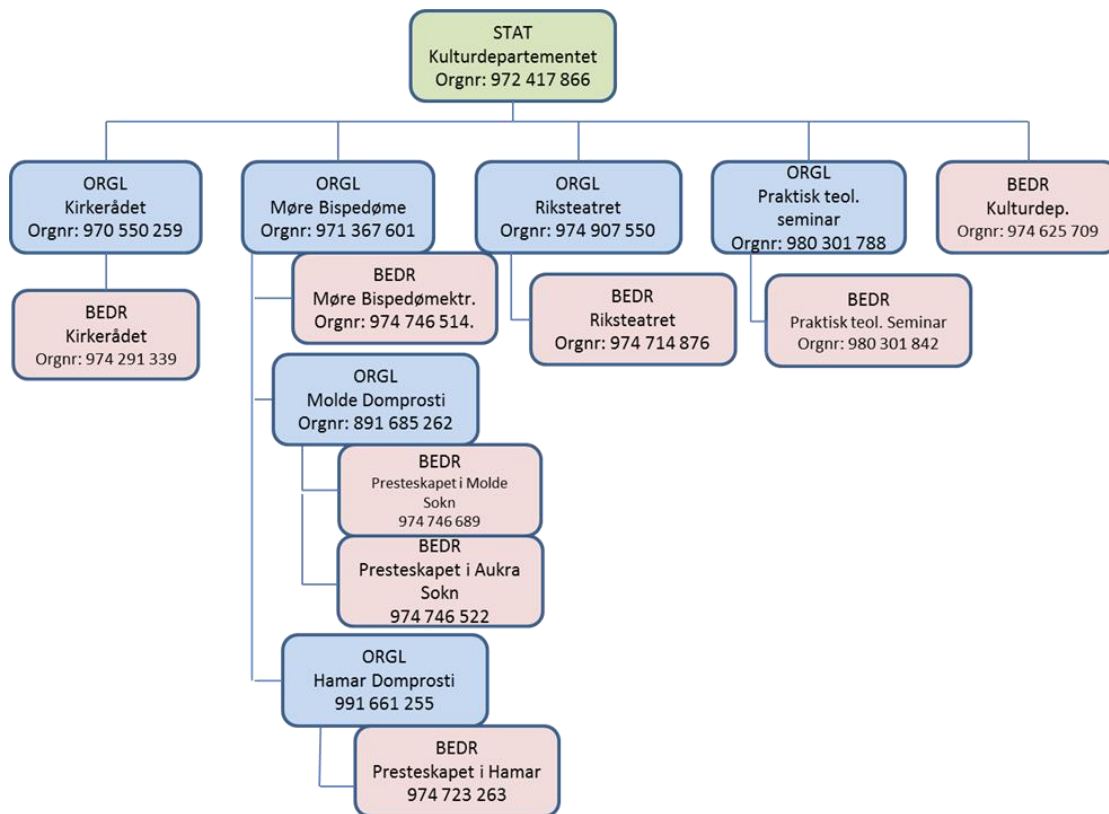 STAT
Kulturdepartementet
Orgnr: 972 417 866
ORGL
Kirkerådet
Orgnr: 970 550 259
ORGL
Møre Bispedøme
Orgnr: 971 367 601
ORGL
Riksteatret
Orgnr: 974 907 550
ORGL
Praktisk teol.
seminar
Orgnr: 980 301 788
BEDR
Kulturdep.
Orgnr: 974 625 709
BEDR
Kirkerådet
Orgnr: 974 291 339
BEDR
Møre Bispedømektr.
Orgnr: 974 746 514.
BEDR
Riksteatret
Orgnr: 974 714 876
BEDR
Praktisk teol. Seminar
Orgnr: 980 301 842
ORGL
Molde Domprosti
Orgnr: 891 685 262
BEDR
Presteskapet i Molde
Sokn
974 746 689
BEDR
Presteskapet i Aukra
Sokn
974 746 522
ORGL
Hamar Domprosti
991 661 255
BEDR
Presteskapet i Hamar
974 723 263